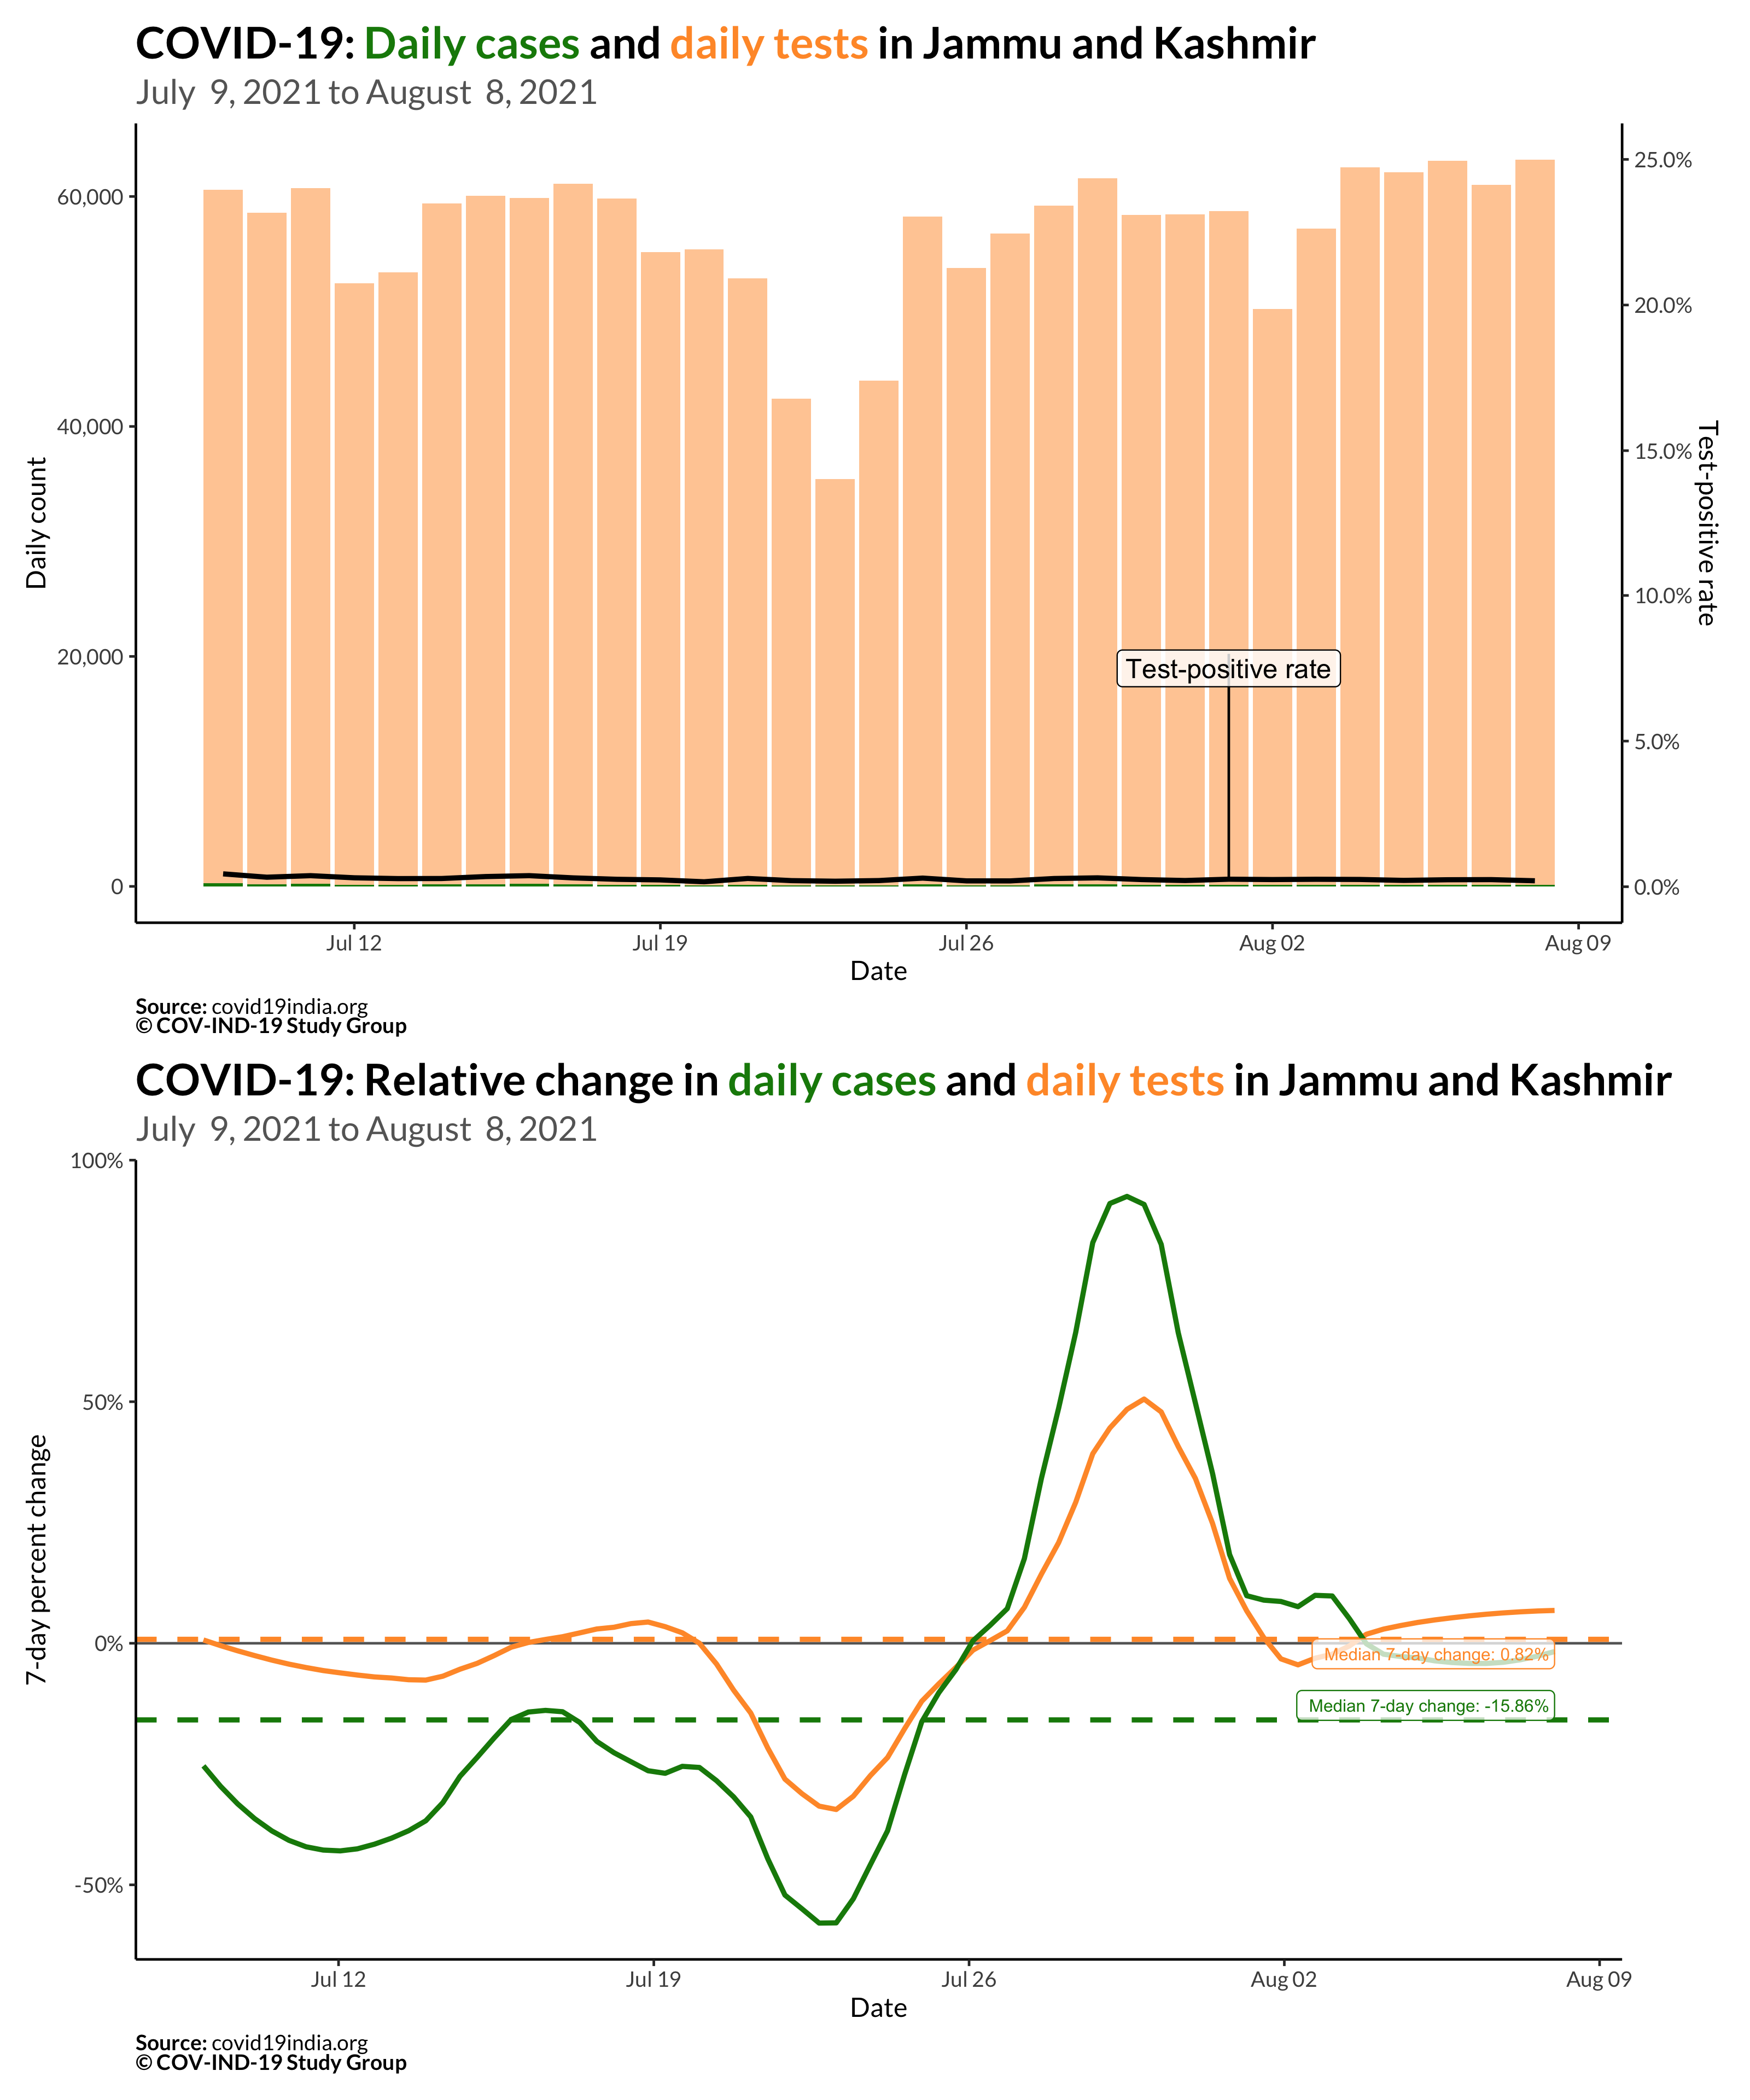 COVID-19: Daily cases and daily tests in Jammu and Kashmir
July 9, 2021 to August 8, 2021
60,000
40,000
20,000
0
Daily count
25.0%
20.0%
15.0%
10.0%
5.0%
0.0%
Test-positive rate
Test-positive rate
Jul 12
Jul 19
Jul 26
Aug 02
Aug 09
Date
Source: covid19india.org
© COV-IND-19 Study Group
COVID-19: Relative change in daily cases and daily tests in Jammu and Kashmir
July 9, 2021 to August 8, 2021
100%
50%
0%
-50%
7-day percent change
Median 7-day change: 0.82%
Median 7-day change: -15.86%
Jul 12
Jul 19
Jul 26
Aug 02
Aug 09
Date
Source: covid19india.org
© COV-IND-19 Study Group